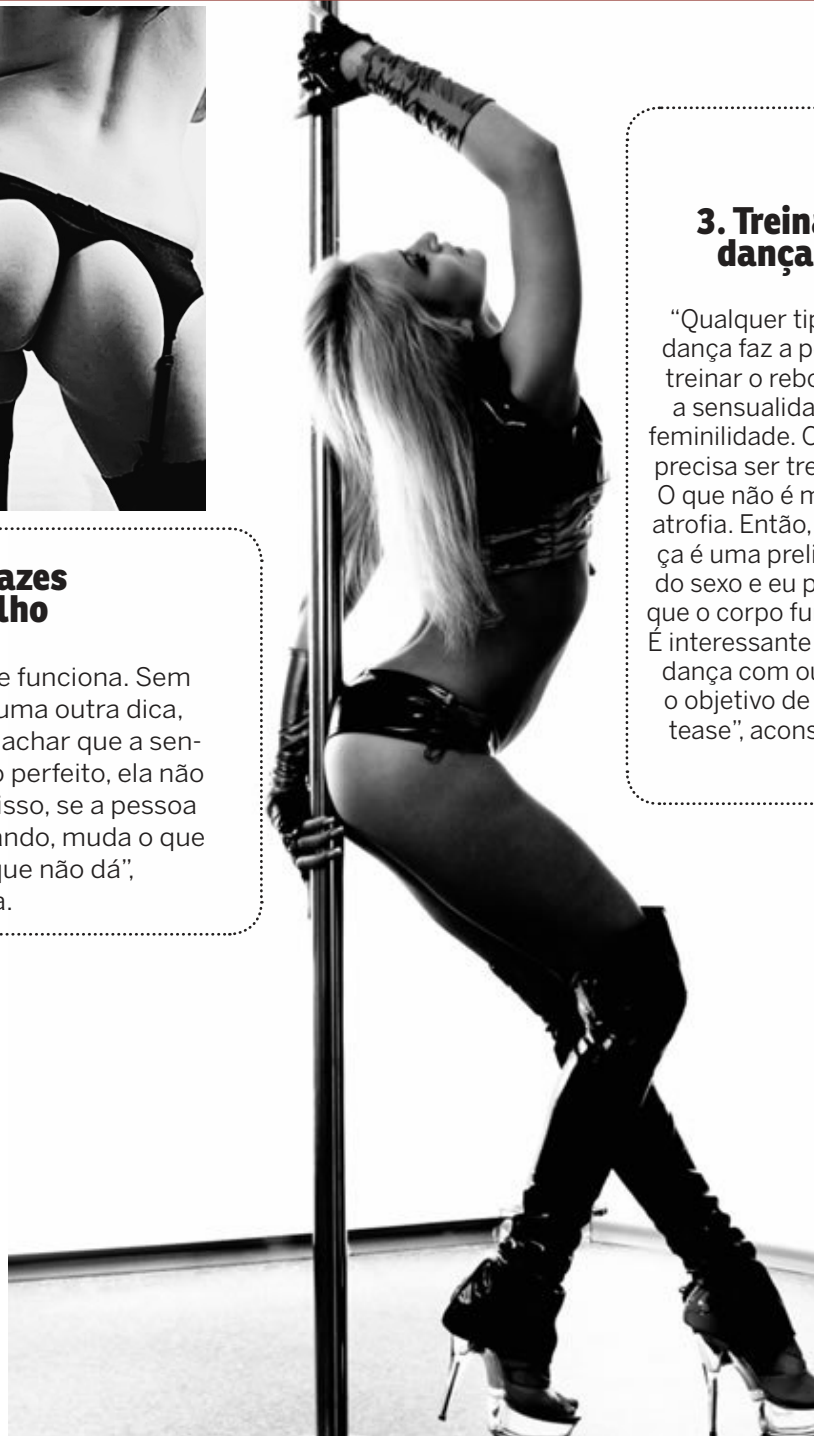 azes
lho
e funciona. Sem
uma outra dica,
achar que a sen-
o perfeito, ela não
isso, se a pessoa
ando, muda o que
que não dá”,
a.
3. Trein
dança
“Qualquer tip
dança faz a p
treinar o rebo
a sensualida
feminilidade. C
precisa ser tre
O que não é m
atrofia. Então,
ça é uma preli
do sexo e eu p
que o corpo fu
É interessante
dança com ou
o objetivo de
tease”, acons